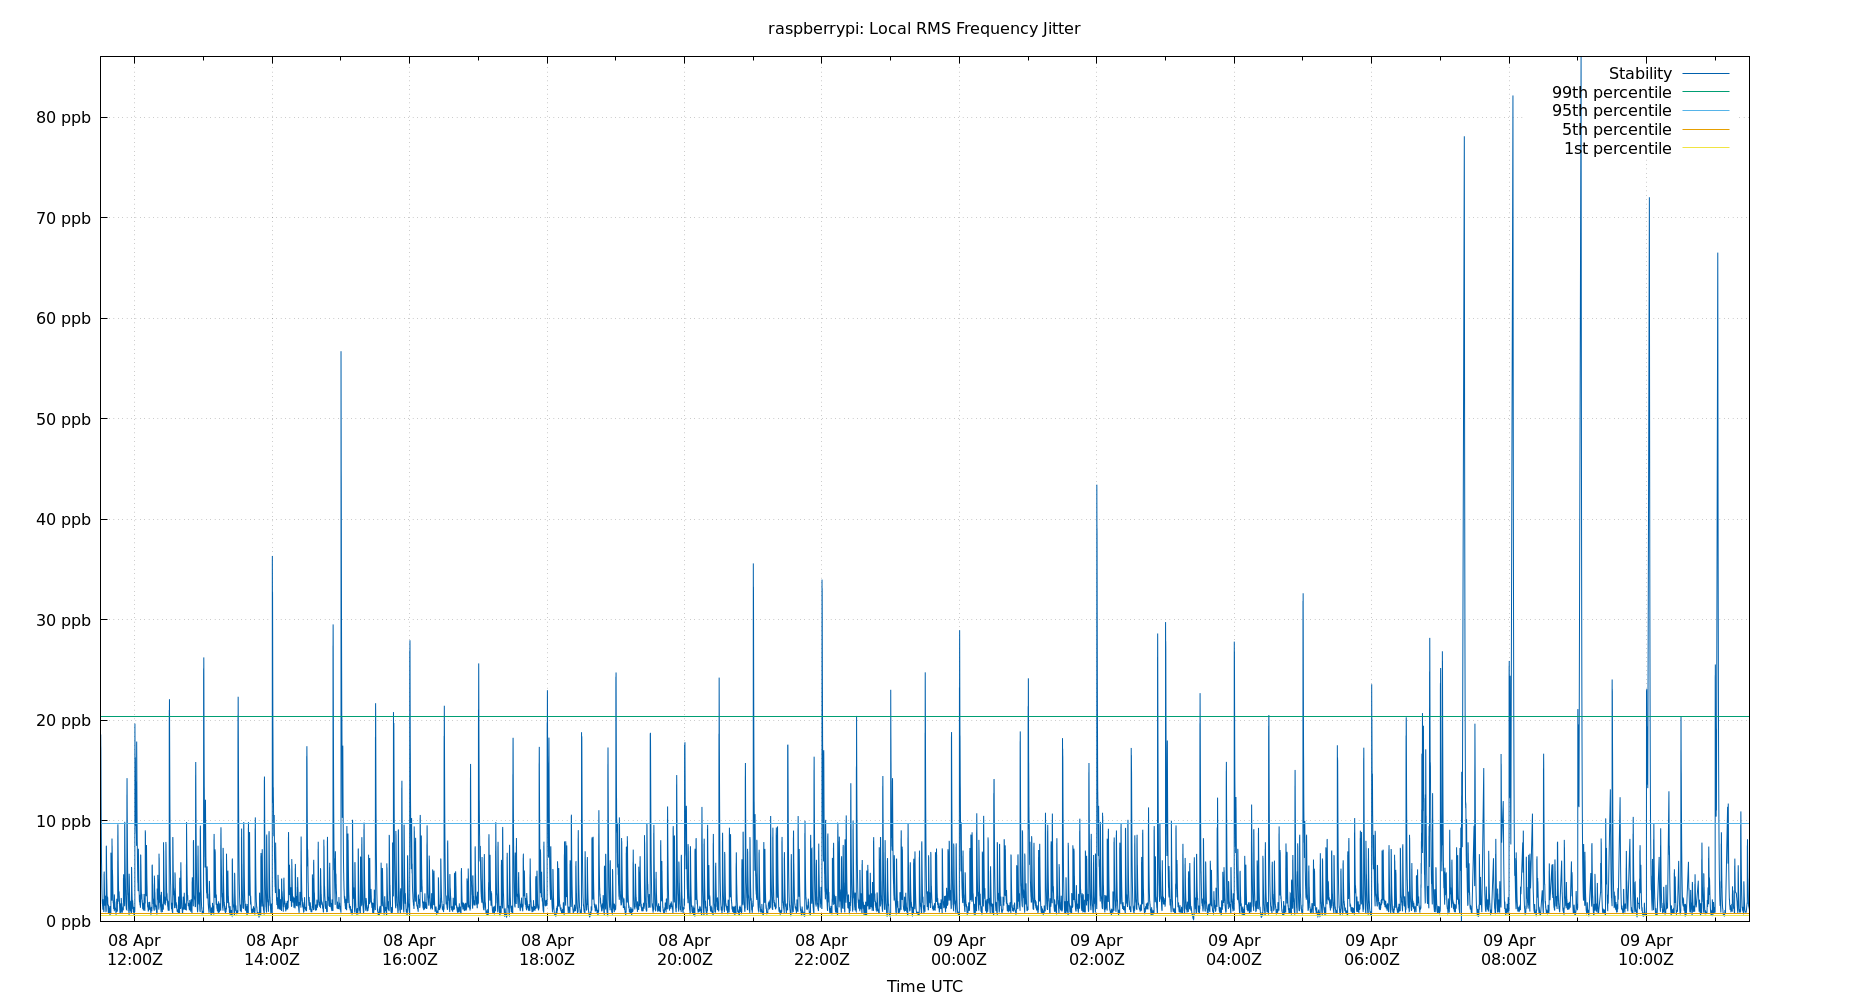 raspberrypi: Local RMS Frequency Jitter
Stability
99th percentile
95th percentile
5th percentile
1st percentile
80 ppb
70 ppb
60 ppb
50 ppb
40 ppb
30 ppb
20 ppb
10 ppb
0 ppb
08 Apr 08 Apr 08 Apr 08 Apr 08 Apr 08 Apr 09 Apr 09 Apr 09 Apr 09 Apr 09 Apr 09 Apr
12:00Z 14:00Z 16:00Z 18:00Z 20:00Z 22:00Z 00:00Z 02:00Z 04:00Z 06:00Z 08:00Z 10:00Z
Time UTC